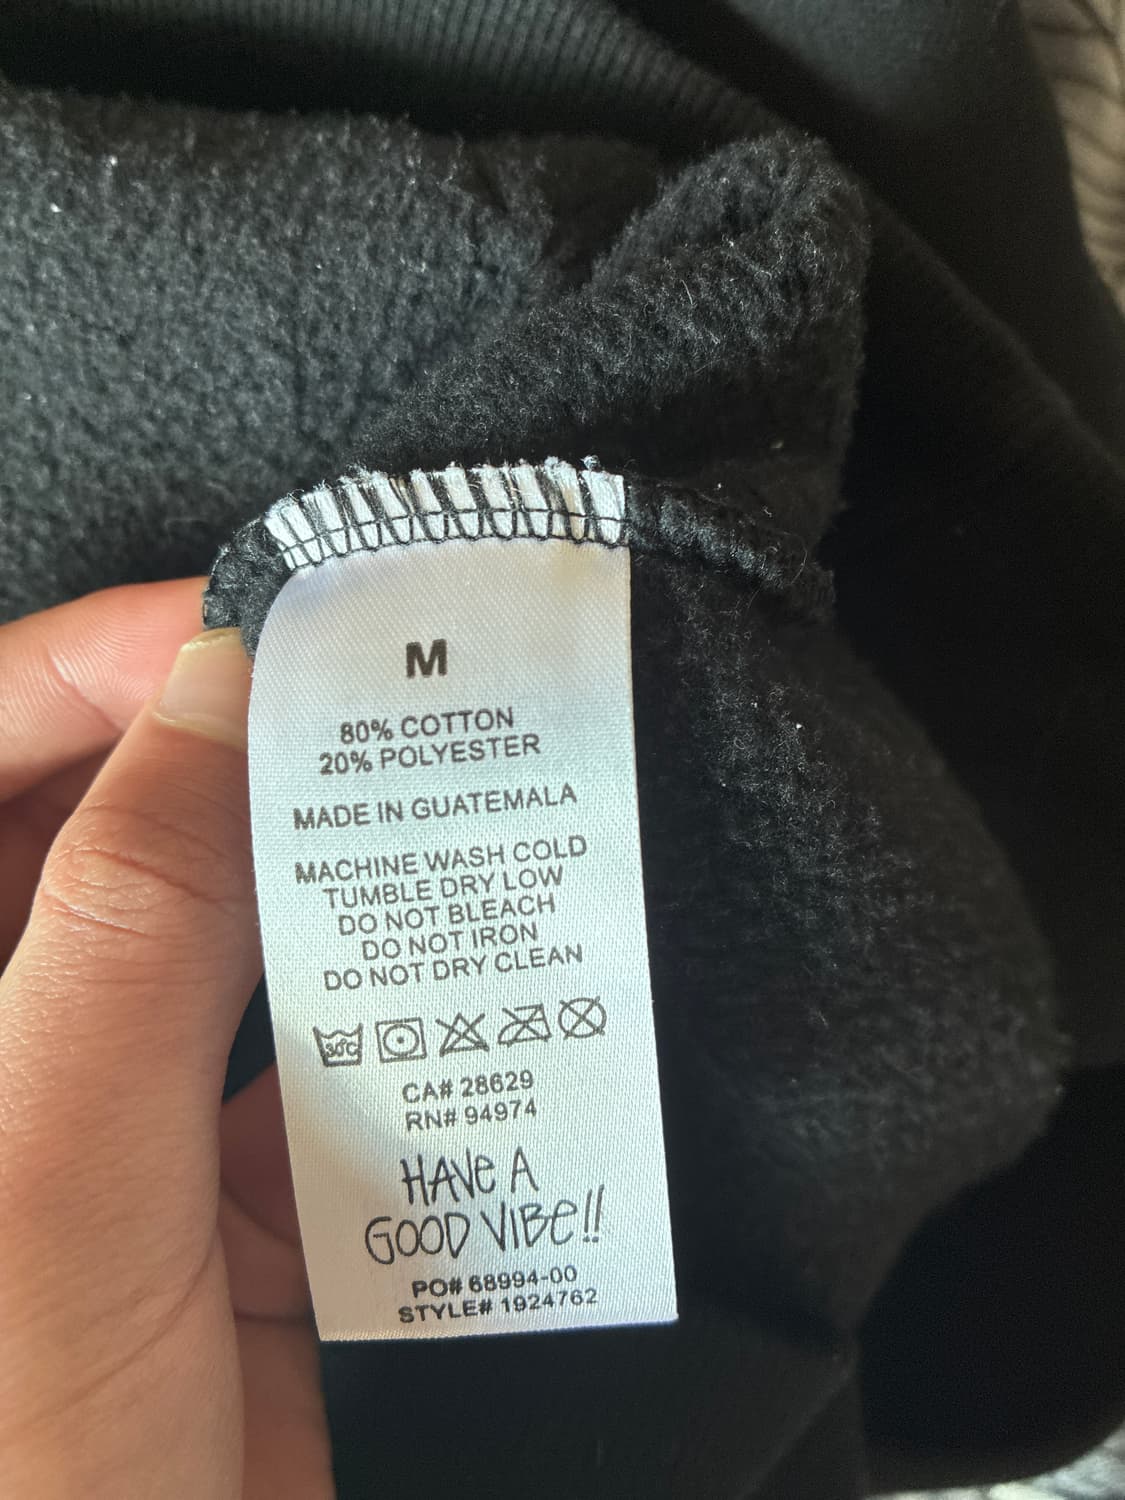 M
80% COTTON
20% POLYESTER
MADE IN GUATEMALA
MACHINE WASH COLD
TUMBLE DRY LOW
DO NOT BLEACH
DO NOT IRON
DO NOT DRY CLEAN
30°C
CA# 28629
RN# 94974
HAVe A
GOOD VIBe!!
PO# 68994-00
STYLE# 1924762